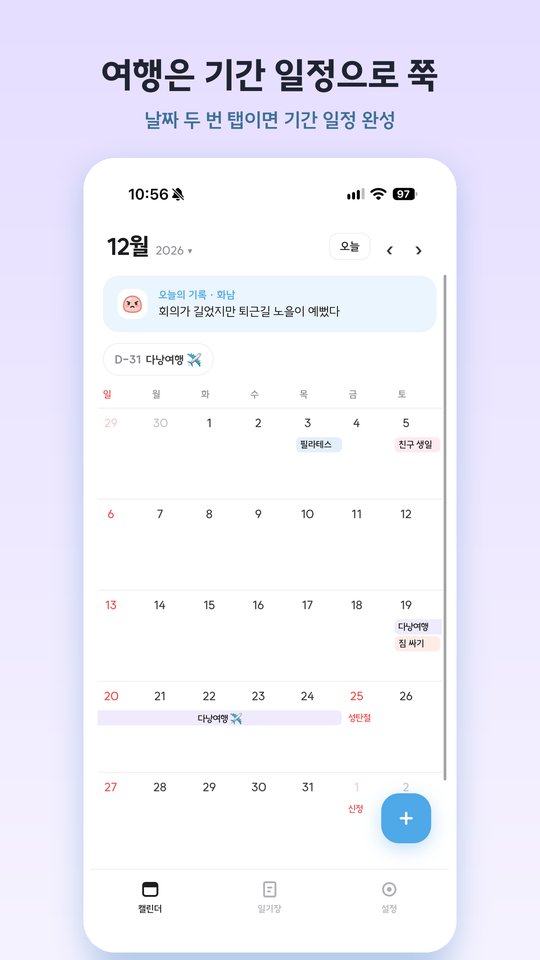 여행은 기간 일정으로 쭉
날짜 두 번 탭이면 기간 일정 완성
10:56 97
12월 2026 ▾ 오늘 ‹ ›
오늘의 기록 · 화남
회의가 길었지만 퇴근길 노을이 예뻤다
D-31 다낭여행 ✈️
일 월 화 수 목 금 토
29 30 1 2 3 4 5
필라테스 친구 생일
6 7 8 9 10 11 12
13 14 15 16 17 18 19
다낭여행
짐 싸기
20 21 22 23 24 25 26
다낭여행 ✈️ 성탄절
27 28 29 30 31 1 2
신정
+
캘린더 일기장 설정